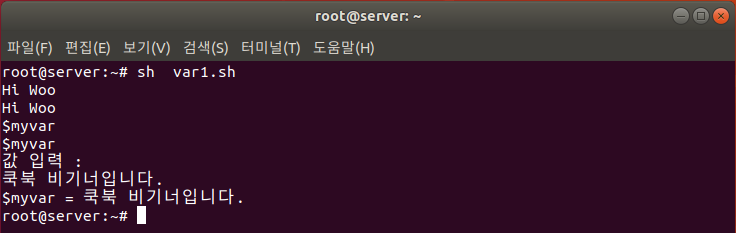 root@server: ~
파일(F) 편집(E) 보기(V) 검색(S) 터미널(T) 도움말(H)
root@server:~# sh  var1.sh
Hi Woo
Hi Woo
$myvar
$myvar
값 입력 :
쿡북 비기너입니다.
$myvar = 쿡북 비기너입니다.
root@server:~#